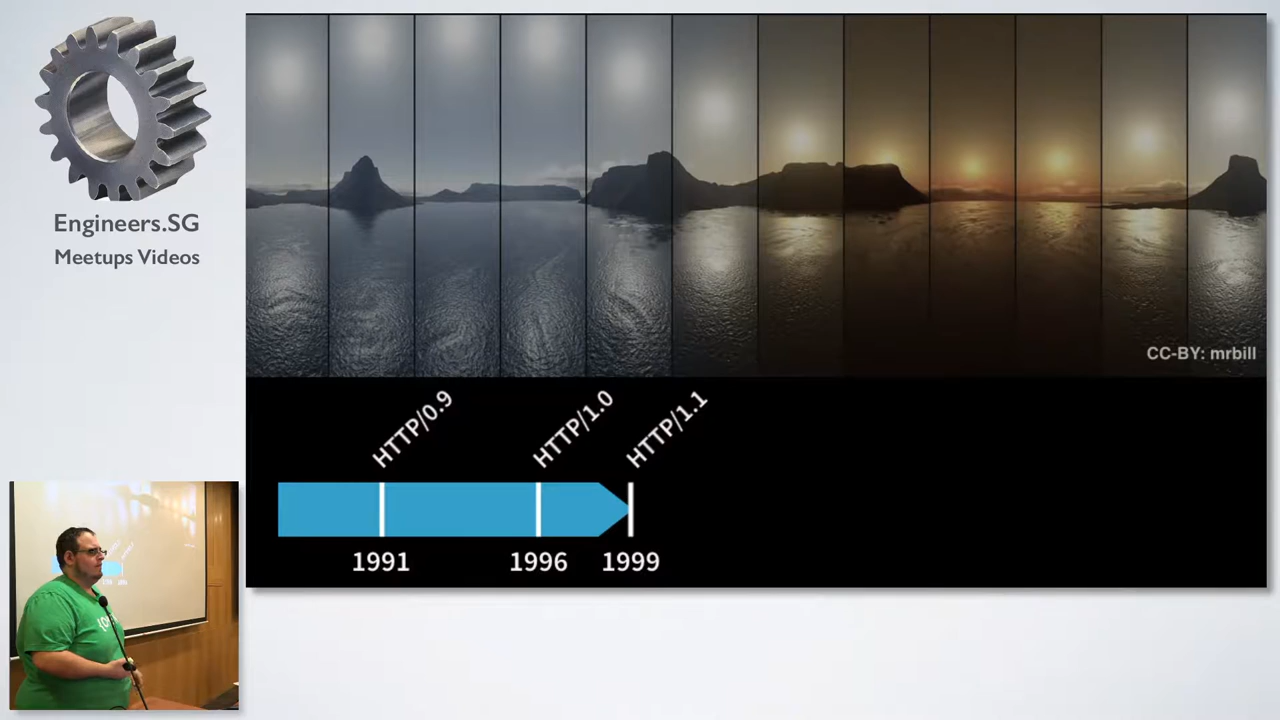 Engineers.SG
Meetups Videos
CC-BY: mrbill
HTTP/0.9
HTTP/1.0
HTTP/1.1
1991
1996
1999